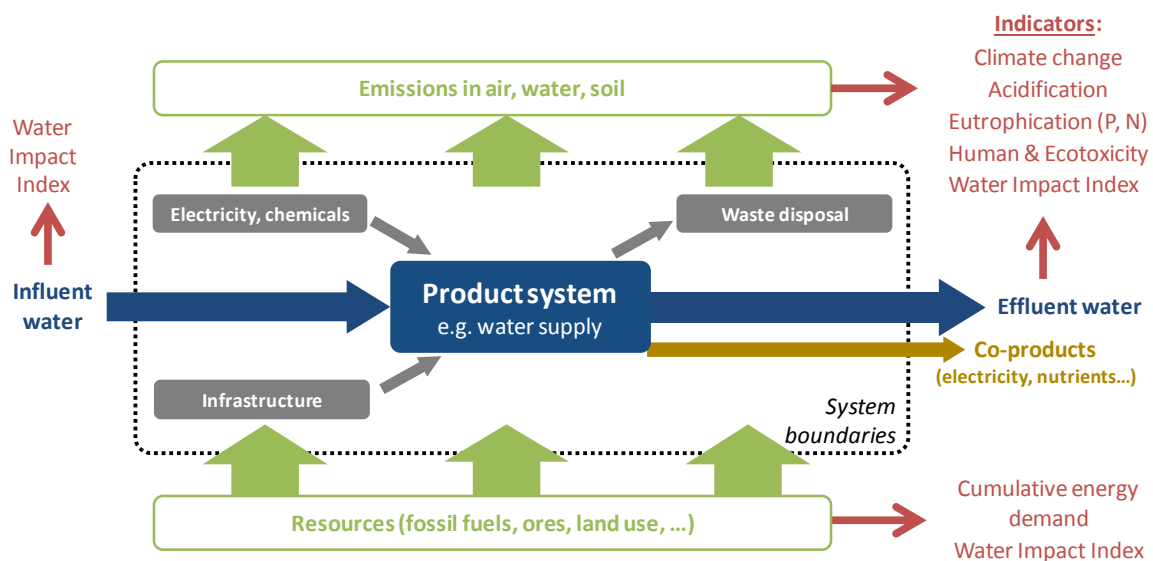 Indicators:
Climate change
Acidification
Eutrophication (P, N)
Human & Ecotoxicity
Water Impact Index
Emissions in air, water, soil
Water
Impact
Index
Electricity, chemicals
Waste disposal
Influent
water
Product system
e.g. water supply
Effluent water
Co-products
(electricity, nutrients...)
Infrastructure
System
boundaries
Resources (fossil fuels, ores, land use, ...)
Cumulative energy
demand
Water Impact Index